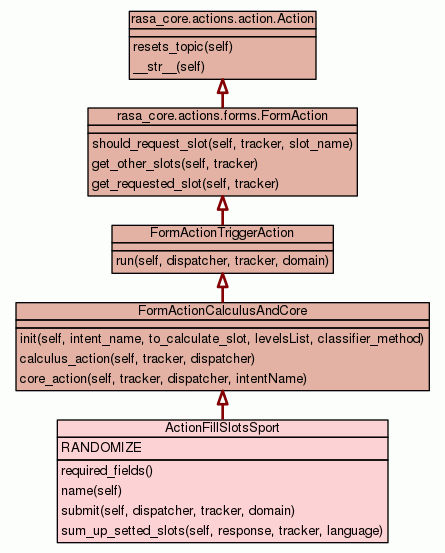 rasa_core.actions.action.Action
resets_topic(self)
__str__(self)
rasa_core.actions.forms.FormAction
should_request_slot(self, tracker, slot_name)
get_other_slots(self, tracker)
get_requested_slot(self, tracker)
FormActionTriggerAction
run(self, dispatcher, tracker, domain)
FormActionCalculusAndCore
init(self, intent_name, to_calculate_slot, levelsList, classifier_method)
calculus_action(self, tracker, dispatcher)
core_action(self, tracker, dispatcher, intentName)
ActionFillSlotsSport
RANDOMIZE
required_fields()
name(self)
submit(self, dispatcher, tracker, domain)
sum_up_setted_slots(self, response, tracker, language)